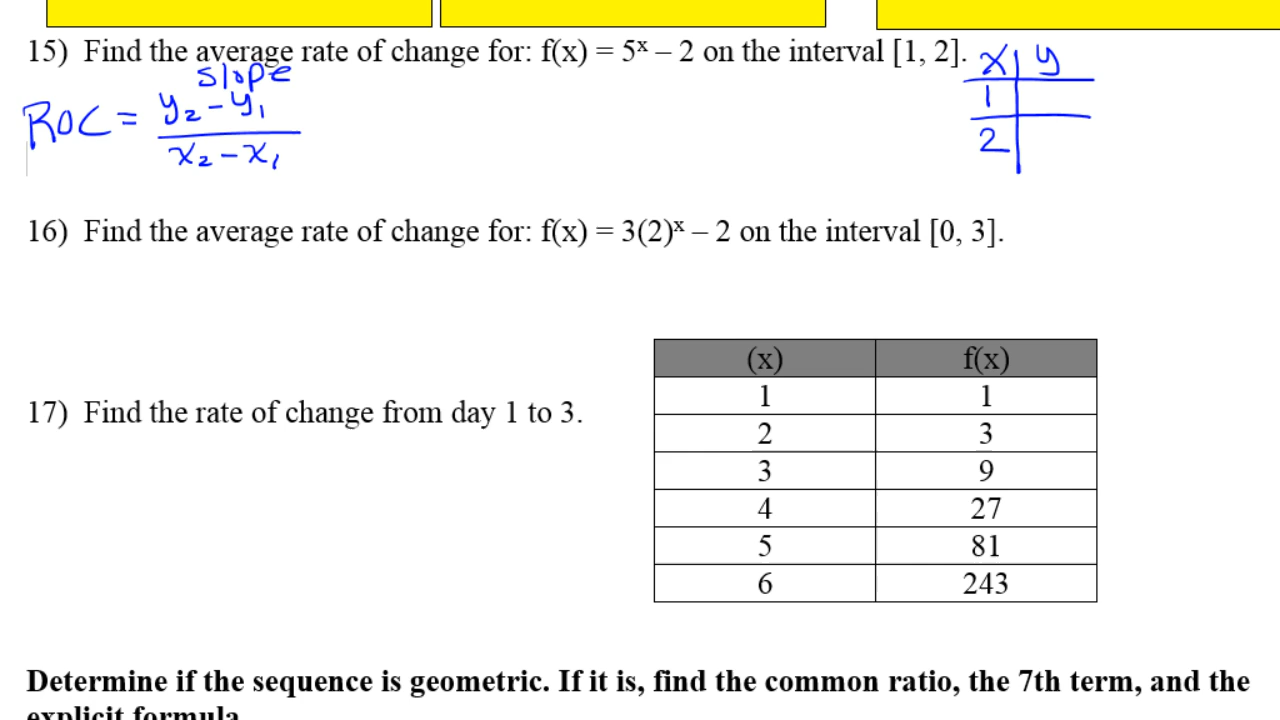 15) Find the average rate of change for: f(x) = 5ˣ – 2 on the interval [1, 2].
slope
ROC = y₂ - y₁
x₂ - x₁
x y
1
2
16) Find the average rate of change for: f(x) = 3(2)ˣ – 2 on the interval [0, 3].
17) Find the rate of change from day 1 to 3.
(x) f(x)
1 1
2 3
3 9
4 27
5 81
6 243
Determine if the sequence is geometric. If it is, find the common ratio, the 7th term, and the
explicit formula